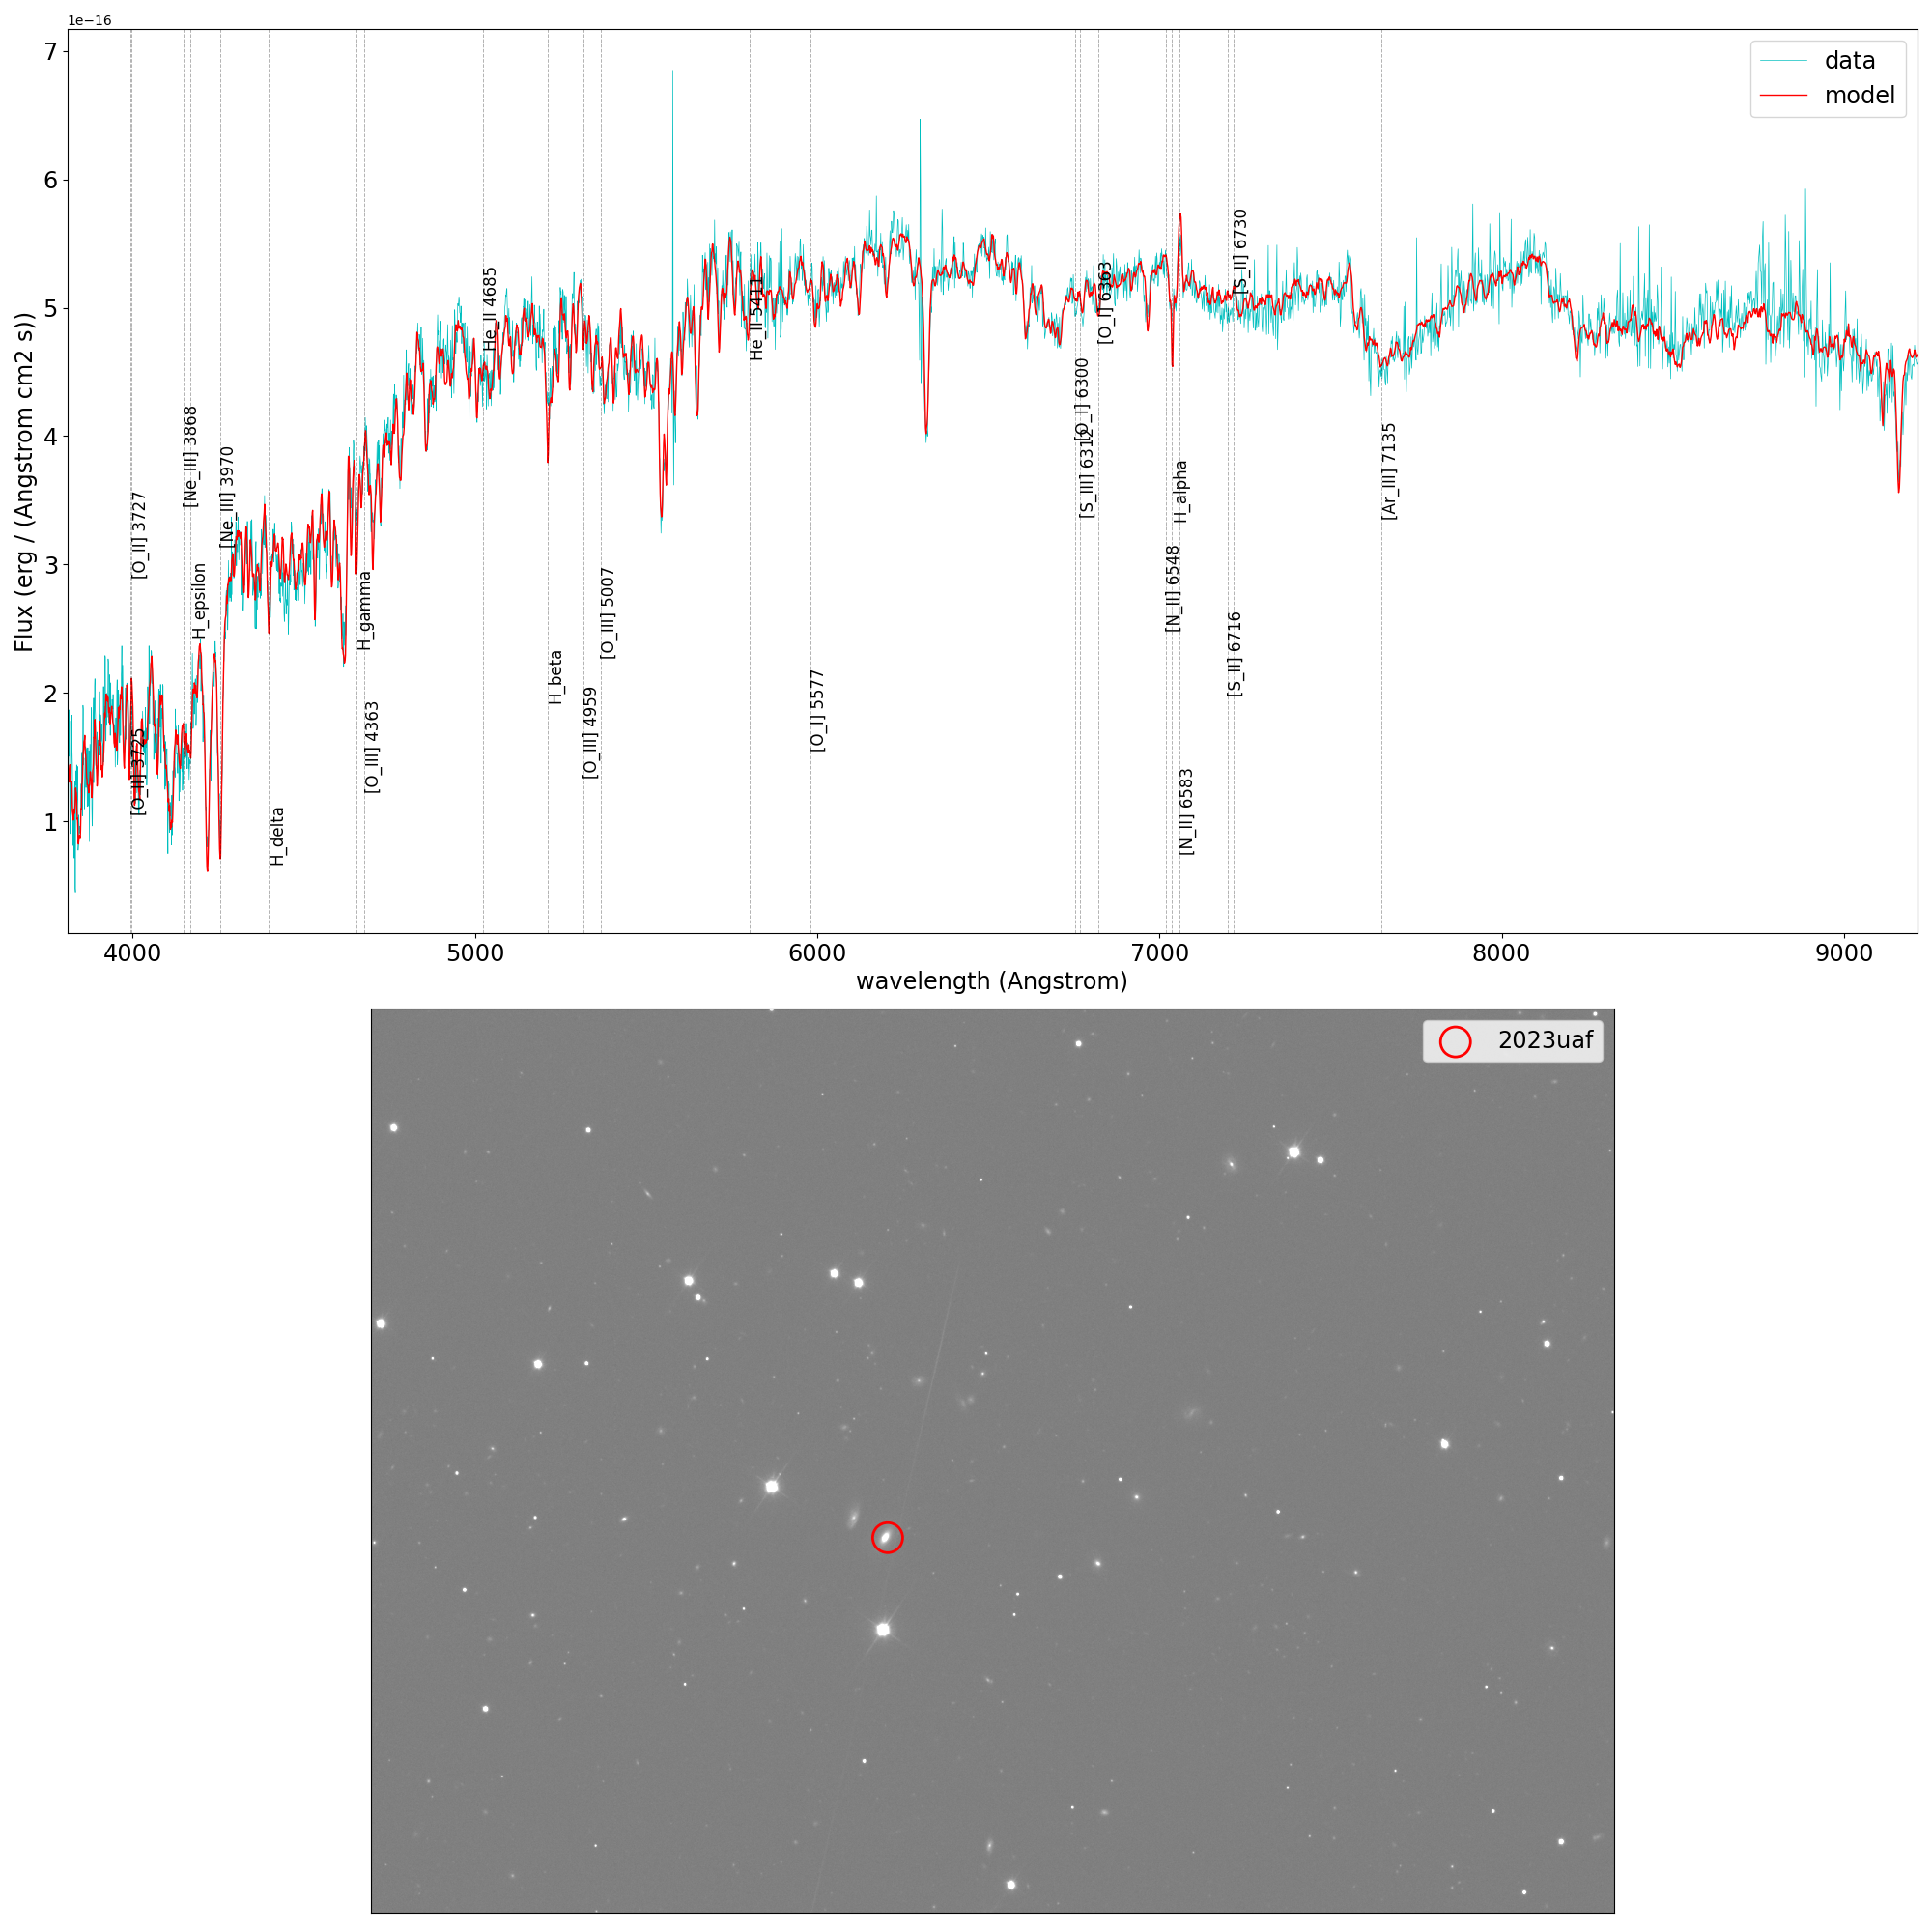 1e−16
7
6
5
4
3
2
1
Flux (erg / (Angstrom cm2 s))
data
model
[O_II] 3725
[O_II] 3727
[Ne_III] 3868
H_epsilon
[Ne_III] 3970
H_delta
H_gamma
[O_III] 4363
He_II 4685
H_beta
[O_III] 4959
[O_III] 5007
He_II 5411
[O_I] 5577
[O_I] 6300
[S_III] 6312
[O_I] 6363
[N_II] 6548
H_alpha
[N_II] 6583
[S_II] 6716
[S_II] 6730
[Ar_III] 7135
4000 5000 6000 7000 8000 9000
wavelength (Angstrom)
2023uaf